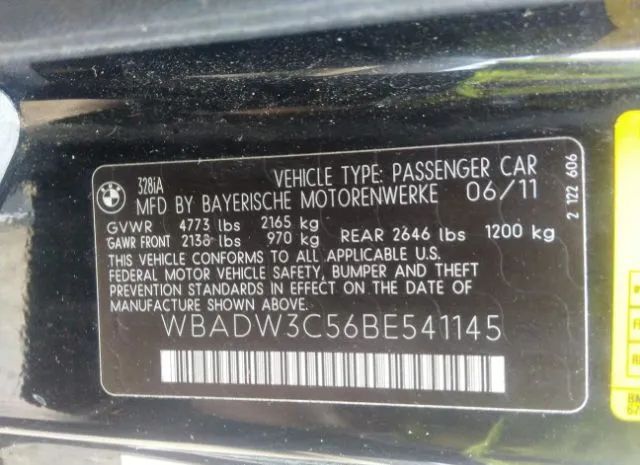 BMW
328iA
VEHICLE TYPE: PASSENGER CAR
MFD BY BAYERISCHE MOTORENWERKE 06/11
GVWR 4773 lbs 2165 kg
GAWR FRONT 2138 lbs 970 kg REAR 2646 lbs 1200 kg
THIS VEHICLE CONFORMS TO ALL APPLICABLE U.S.
FEDERAL MOTOR VEHICLE SAFETY, BUMPER AND THEFT
PREVENTION STANDARDS IN EFFECT ON THE DATE OF
MANUFACTURE SHOWN ABOVE.
WBADW3C56BE541145
2 122 606